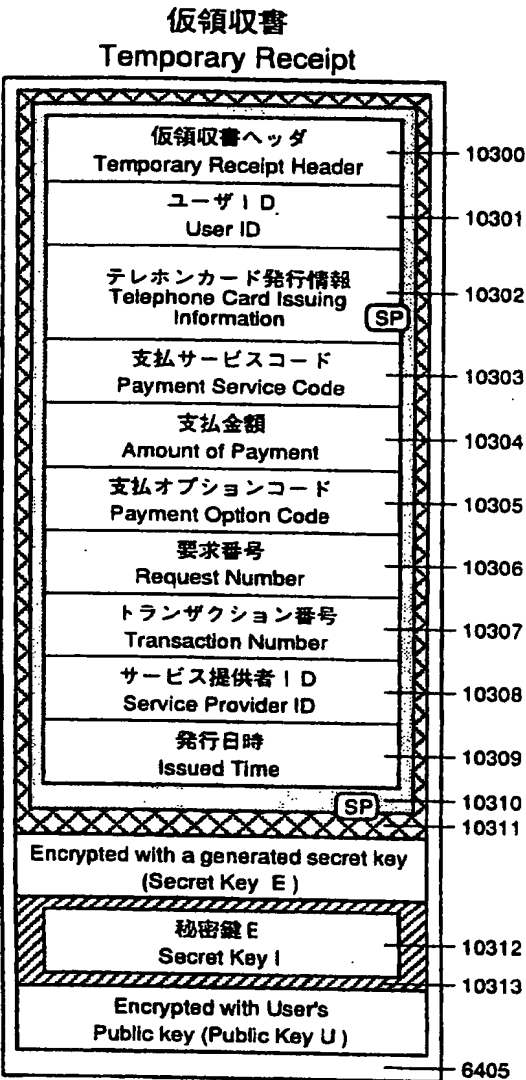 仮領収書
Temporary Receipt
仮領収書ヘッダ
Temporary Receipt Header
10300
ユーザID
User ID
10301
テレホンカード発行情報
Telephone Card Issuing
Information
10302
SP
支払サービスコード
Payment Service Code
10303
支払金額
Amount of Payment
10304
支払オプションコード
Payment Option Code
10305
要求番号
Request Number
10306
トランザクション番号
Transaction Number
10307
サービス提供者ID
Service Provider ID
10308
発行日時
Issued Time
10309
SP
10310
10311
Encrypted with a generated secret key
(Secret Key E)
秘密鍵E
Secret Key I
10312
10313
Encrypted with User's
Public key (Public Key U)
6405